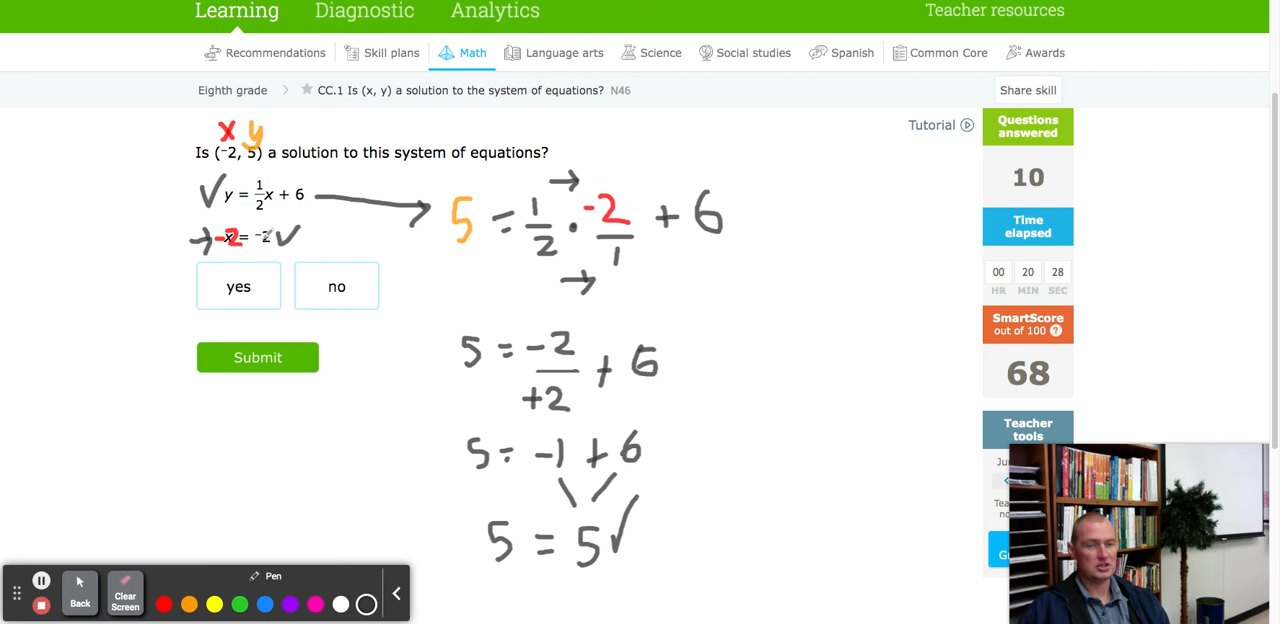 Learning Diagnostic Analytics Teacher resources
Recommendations Skill plans Math Language arts Science Social studies Spanish Common Core Awards
Eighth grade > CC.1 Is (x, y) a solution to the system of equations? N46 Share skill
Tutorial
x y
Is (⁻2, 5) a solution to this system of equations?
✓ y = 1/2 x + 6
→ -2 x = ⁻2 ✓
yes no
Submit
5 = 1/2 · -2/1 + 6
5 = -2/+2 + 6
5 = -1 + 6
5 = 5 ✓
Questions
answered
10
Time
elapsed
00 20 28
HR MIN SEC
SmartScore
out of 100 ?
68
Teacher
tools
Pen
Back
Clear
Screen